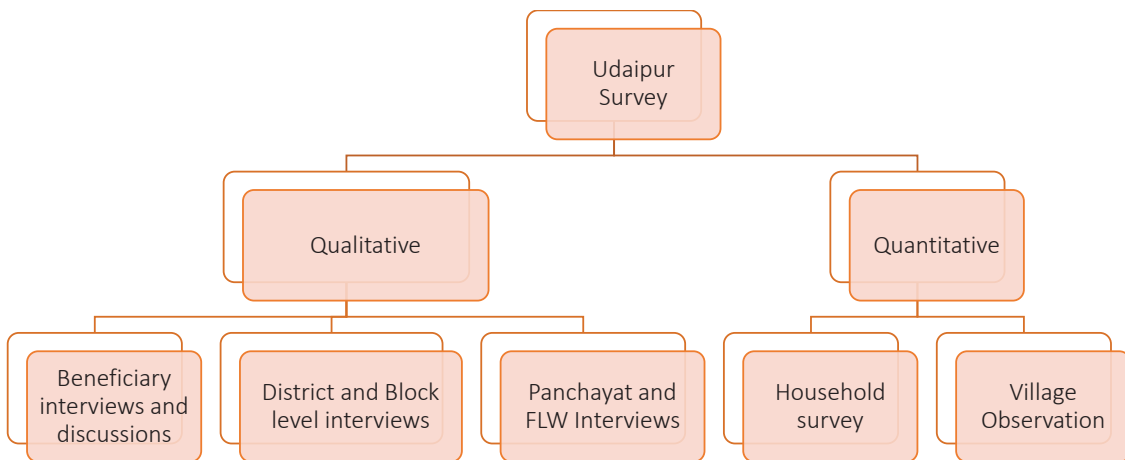 Udaipur
Survey
Qualitative
Quantitative
Beneficiary
interviews and
discussions
District and Block
level interviews
Panchayat and
FLW Interviews
Household
survey
Village
Observation